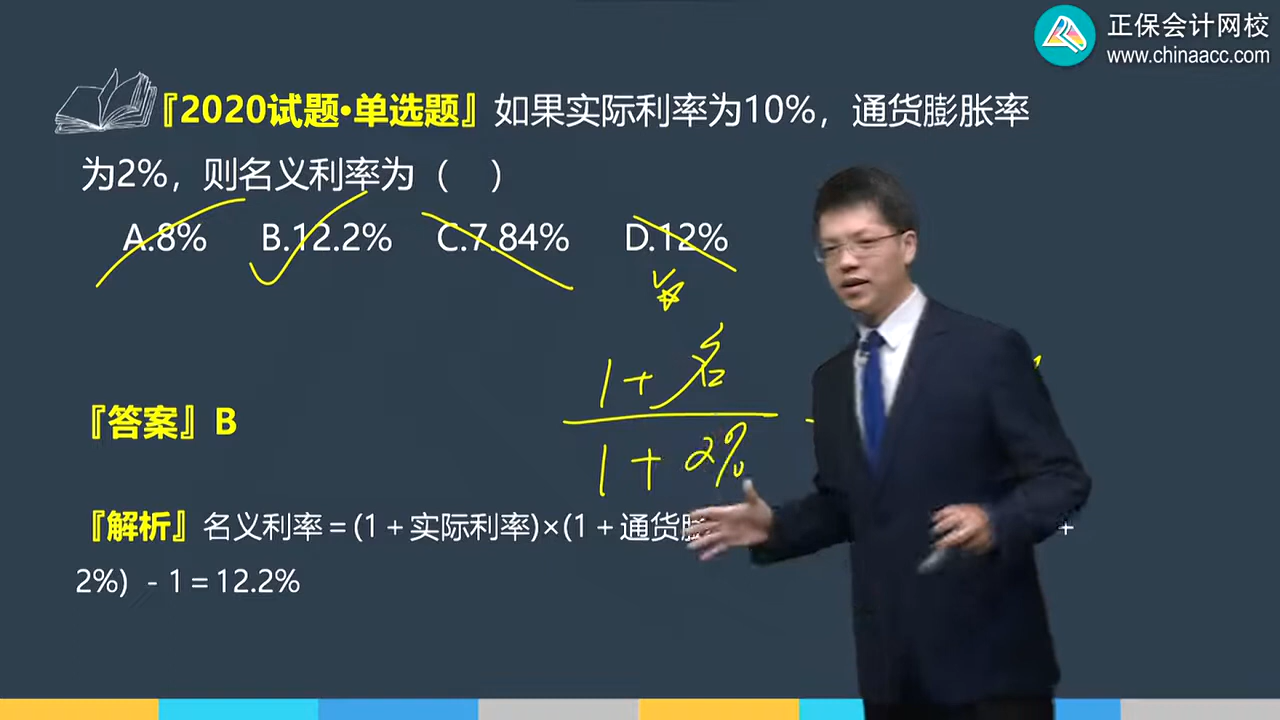 正保会计网校
www.chinaacc.com
『2020试题·单选题』如果实际利率为10%，通货膨胀率
为2%，则名义利率为（ ）
A.8% B.12.2% C.7.84% D.12%
1+名
1+2%
『答案』B
『解析』名义利率＝(1＋实际利率)×(1＋通货膨
＋
2%) －1＝12.2%